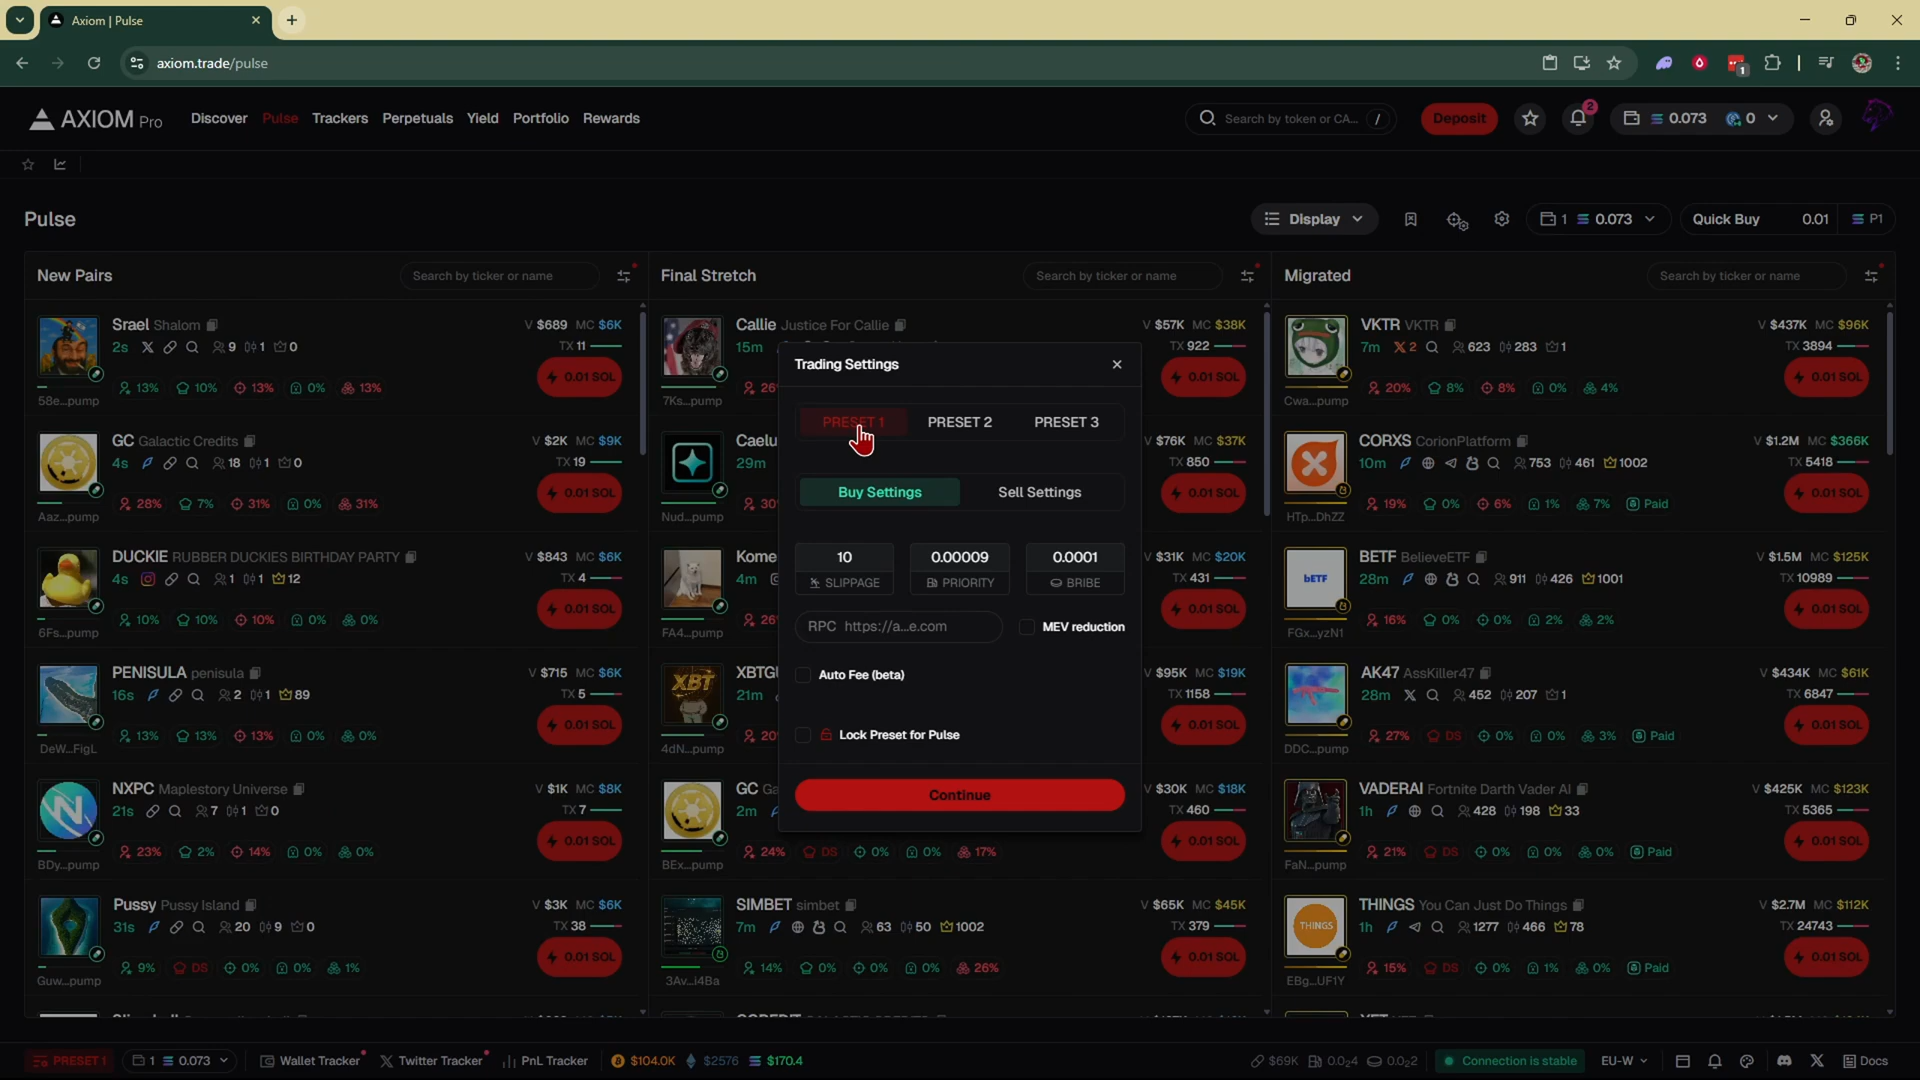 Axiom | Pulse
axiom.trade/pulse
1
AXIOM Pro
Discover
Pulse
Trackers
Perpetuals
Yield
Portfolio
Rewards
Search by token or CA...
/
Deposit
2
0.073
0
Pulse
Display
1
0.073
Quick Buy
0.01
P1
New Pairs
Search by ticker or name
Srael Shalom
V $689 MC $6K
2s 9 1 0
TX 11
0.01 SOL
13% 10% 13% 0% 13%
58e...pump
GC Galactic Credits
V $2K MC $9K
4s 18 1 0
TX 19
0.01 SOL
28% 7% 31% 0% 31%
Aaz...pump
DUCKIE RUBBER DUCKIES BIRTHDAY PARTY
V $843 MC $6K
4s 1 1 12
TX 4
0.01 SOL
10% 10% 10% 0% 0%
6Fs...pump
PENISULA penisula
V $715 MC $6K
16s 2 1 89
TX 5
0.01 SOL
13% 13% 13% 0% 0%
DeW...FigL
NXPC Maplestory Universe
V $1K MC $8K
21s 7 1 0
TX 7
0.01 SOL
23% 2% 14% 0% 0%
BDy...pump
Pussy Pussy Island
V $3K MC $6K
31s 20 9 0
TX 38
0.01 SOL
9% DS 0% 0% 1%
Guw...pump
Final Stretch
Search by ticker or name
Callie Justice For Callie
V $57K MC $38K
15m
TX 922
0.01 SOL
26
7Ks...pump
Caelu
V $76K MC $37K
29m
TX 850
0.01 SOL
30
Nud...pump
Kome
V $31K MC $20K
4m
TX 431
0.01 SOL
26
FA4...pump
XBT
XBTG
V $95K MC $19K
21m
TX 1158
0.01 SOL
20
4dN...pump
GC Ga
V $30K MC $18K
2m
TX 460
0.01 SOL
24% DS 0% 0% 17%
BEx...pump
SIMBET simbet
V $65K MC $45K
7m 63 50 1002
TX 379
0.01 SOL
14% 0% 0% 0% 26%
3Av...i4Ba
Trading Settings
PRESET 1
PRESET 2
PRESET 3
Buy Settings
Sell Settings
10
0.00009
0.0001
SLIPPAGE
PRIORITY
BRIBE
RPC https://a...e.com
MEV reduction
Auto Fee (beta)
Lock Preset for Pulse
Continue
Migrated
Search by ticker or name
VKTR VKTR
V $437K MC $96K
7m 2 623 283 1
TX 3894
0.01 SOL
20% 8% 8% 0% 4%
Cwa...pump
CORXS CorionPlatform
V $1.2M MC $366K
10m 753 461 1002
TX 5418
0.01 SOL
19% 0% 6% 1% 7% Paid
HTp...DhZZ
bETF
BETF BelieveETF
V $1.5M MC $125K
28m 911 426 1001
TX 10989
0.01 SOL
16% 0% 0% 2% 2%
FGx...yzN1
AK47 AssKiller47
V $434K MC $61K
28m 452 207 1
TX 6847
0.01 SOL
27% DS 0% 0% 3% Paid
DDC...pump
VADERAI Fortnite Darth Vader AI
V $425K MC $123K
1h 428 198 33
TX 5365
0.01 SOL
21% DS 0% 0% 0% Paid
FaN...pump
THINGS
THINGS You Can Just Do Things
V $2.7M MC $112K
1h 1277 466 78
TX 24743
0.01 SOL
15% DS 0% 1% 0% Paid
EBg...UF1Y
PRESET 1
1
0.073
Wallet Tracker
Twitter Tracker
PnL Tracker
$104.0K
$2576
$170.4
$69K
0.0₂4
0.0₂2
Connection is stable
EU-W
Docs